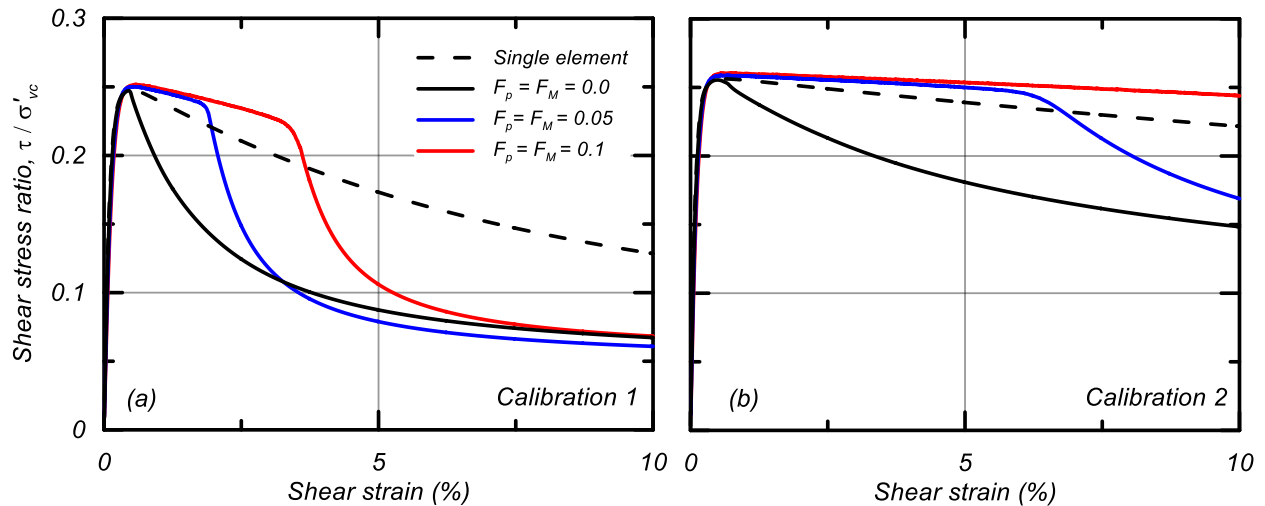 0.3
0.2
0.1
0
Shear stress ratio, τ / σ'vc
Single element
Fp = FM = 0.0
Fp = FM = 0.05
Fp = FM = 0.1
(a)
Calibration 1
0
5
10
Shear strain (%)
(b)
Calibration 2
0
5
10
Shear strain (%)